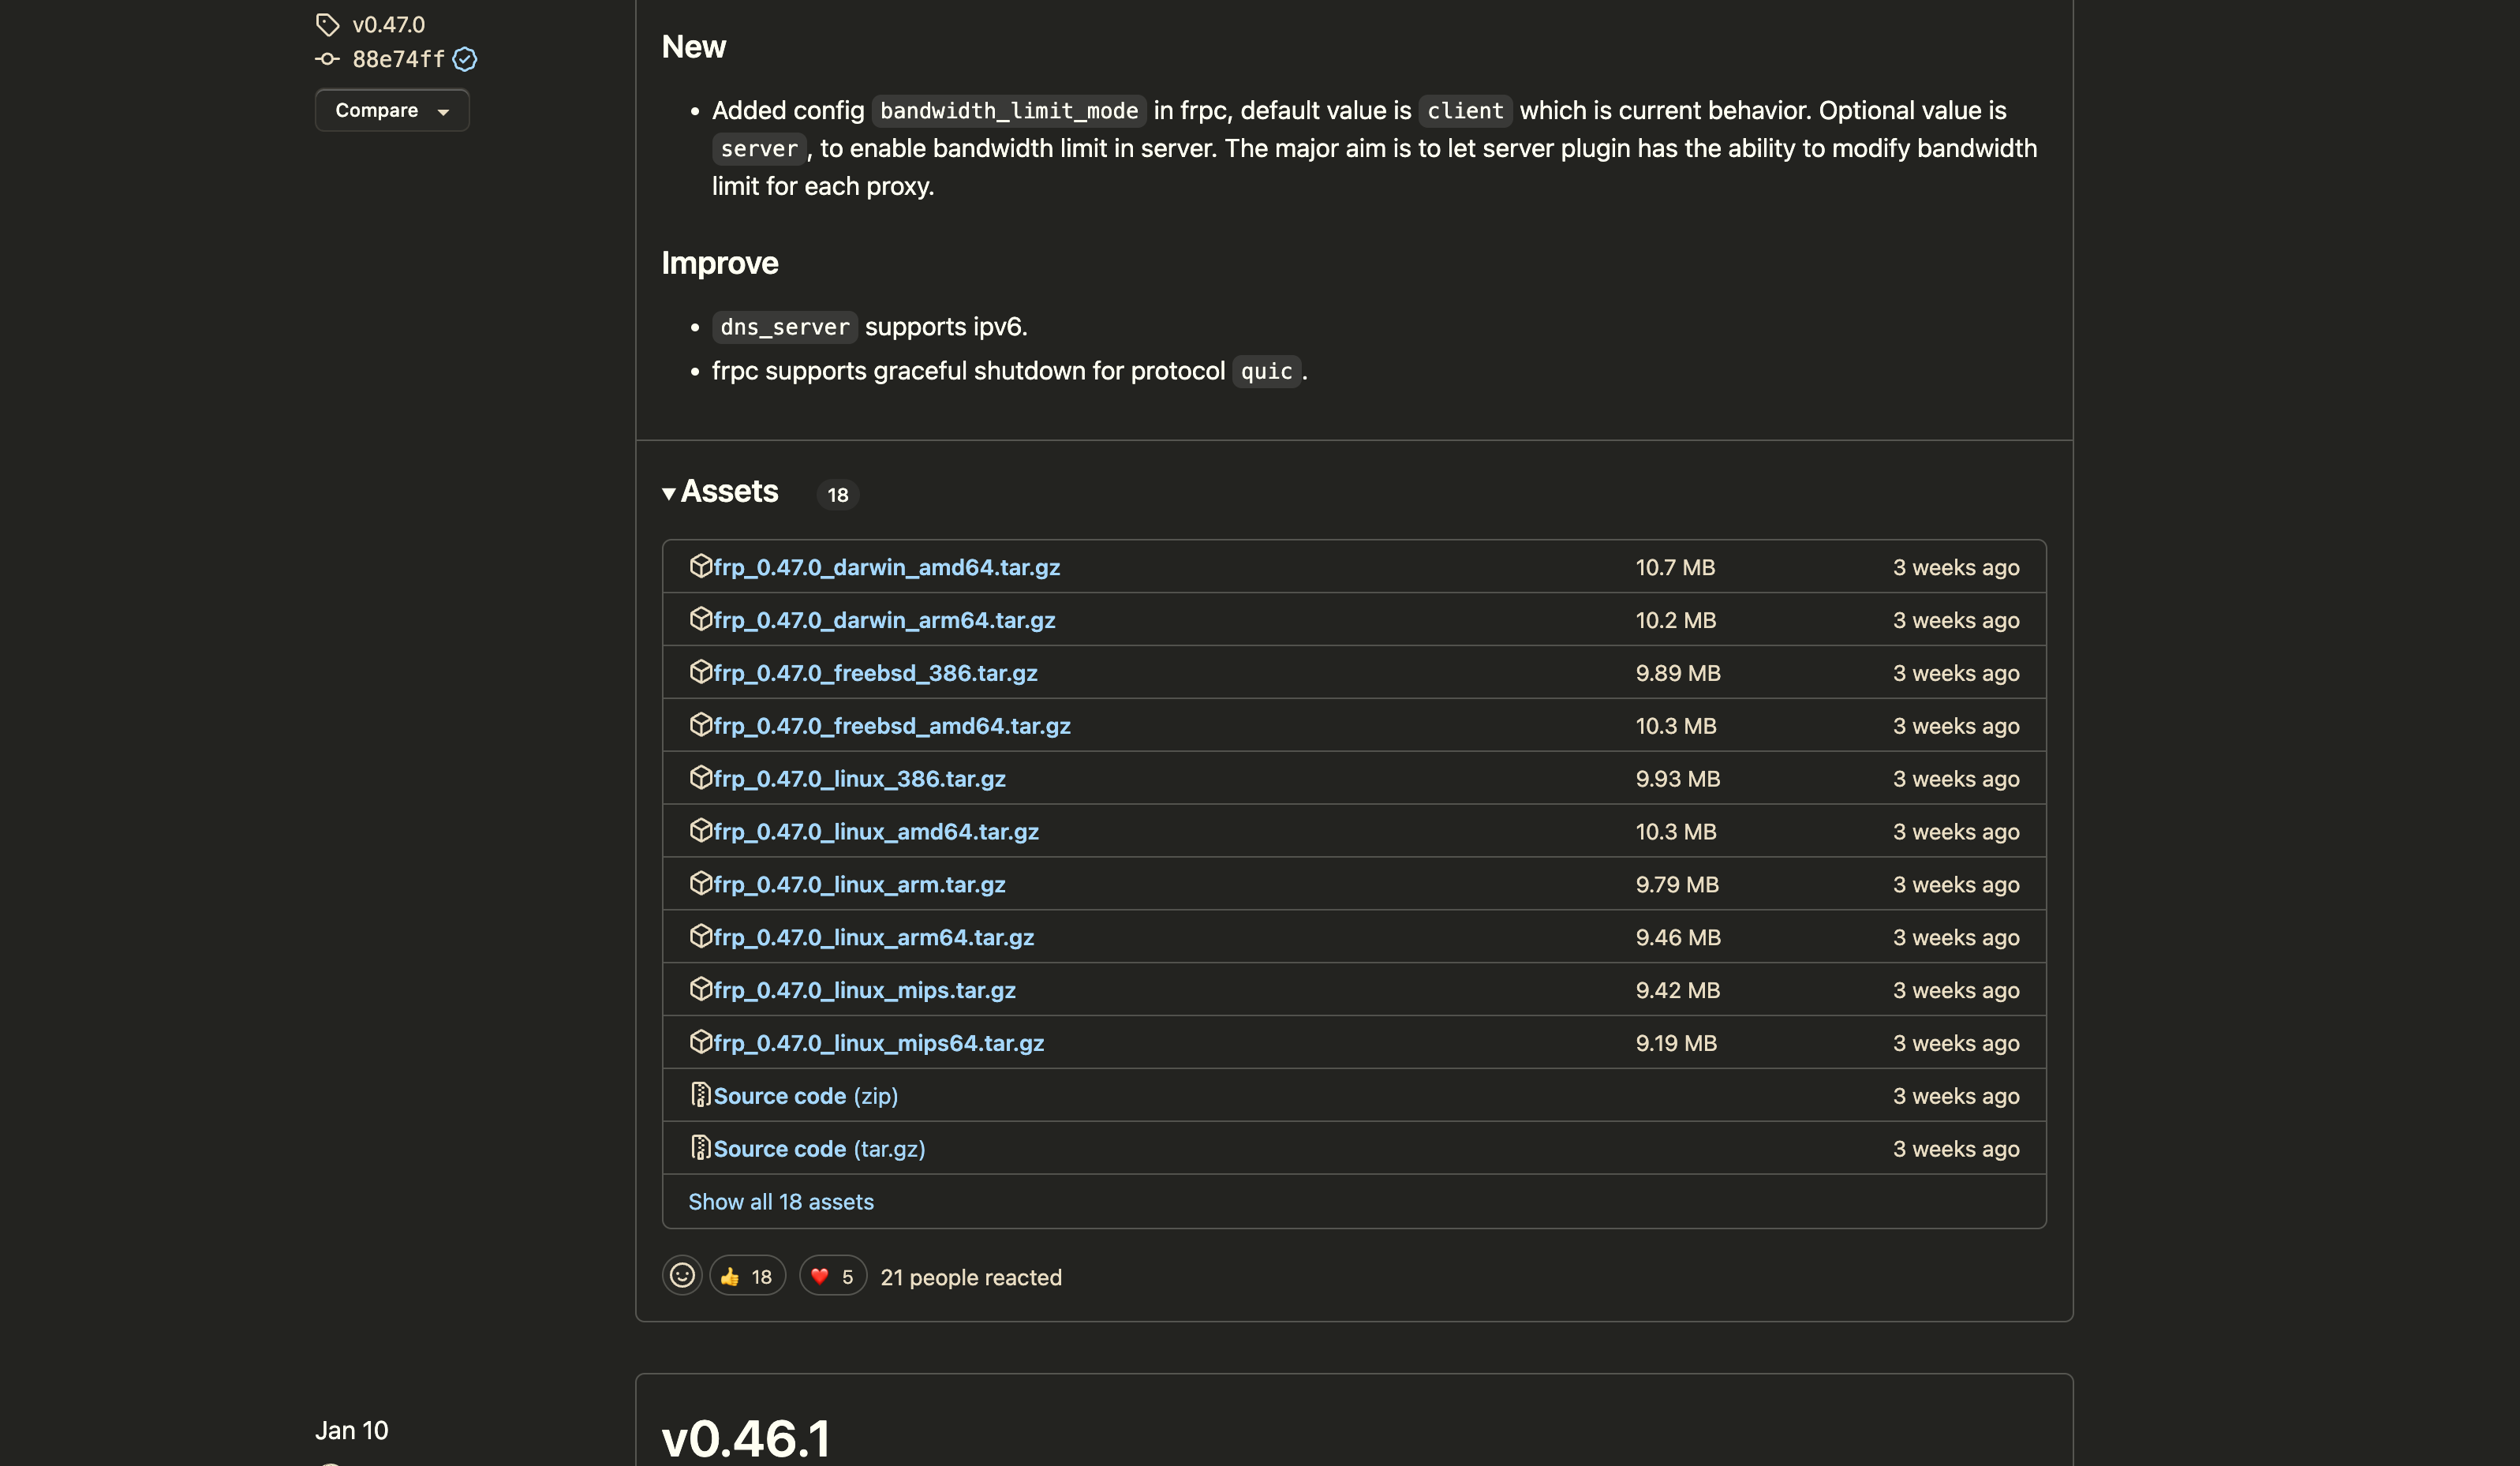 v0.47.0
88e74ff
Compare
New
Added config bandwidth_limit_mode in frpc, default value is client which is current behavior. Optional value is
server , to enable bandwidth limit in server. The major aim is to let server plugin has the ability to modify bandwidth
limit for each proxy.
Improve
dns_server supports ipv6.
frpc supports graceful shutdown for protocol quic .
Assets 18
frp_0.47.0_darwin_amd64.tar.gz 10.7 MB 3 weeks ago
frp_0.47.0_darwin_arm64.tar.gz 10.2 MB 3 weeks ago
frp_0.47.0_freebsd_386.tar.gz 9.89 MB 3 weeks ago
frp_0.47.0_freebsd_amd64.tar.gz 10.3 MB 3 weeks ago
frp_0.47.0_linux_386.tar.gz 9.93 MB 3 weeks ago
frp_0.47.0_linux_amd64.tar.gz 10.3 MB 3 weeks ago
frp_0.47.0_linux_arm.tar.gz 9.79 MB 3 weeks ago
frp_0.47.0_linux_arm64.tar.gz 9.46 MB 3 weeks ago
frp_0.47.0_linux_mips.tar.gz 9.42 MB 3 weeks ago
frp_0.47.0_linux_mips64.tar.gz 9.19 MB 3 weeks ago
Source code (zip) 3 weeks ago
Source code (tar.gz) 3 weeks ago
Show all 18 assets
👍 18 ❤️ 5 21 people reacted
Jan 10
v0.46.1